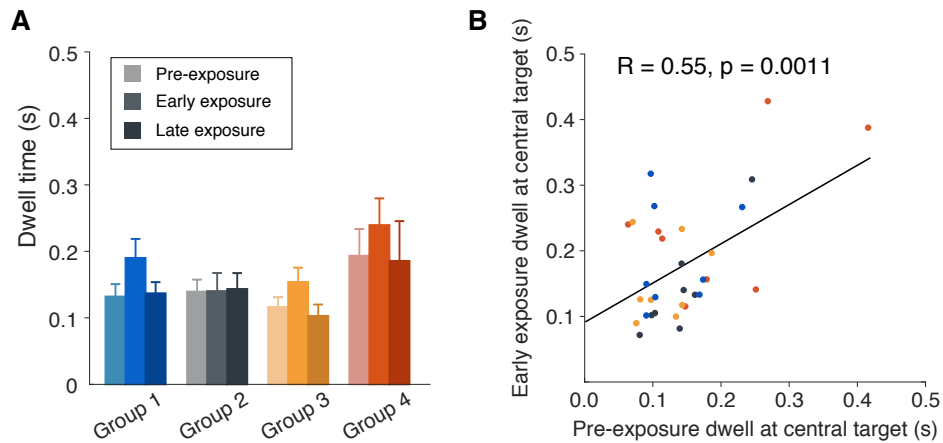 A
Dwell time (s)
0.5
0.4
0.3
0.2
0.1
0
Pre-exposure
Early exposure
Late exposure
Group 1
Group 2
Group 3
Group 4
B
Early exposure dwell at central target (s)
R = 0.55, p = 0.0011
0.5
0.4
0.3
0.2
0.1
0.0 0.1 0.2 0.3 0.4 0.5
Pre-exposure dwell at central target (s)